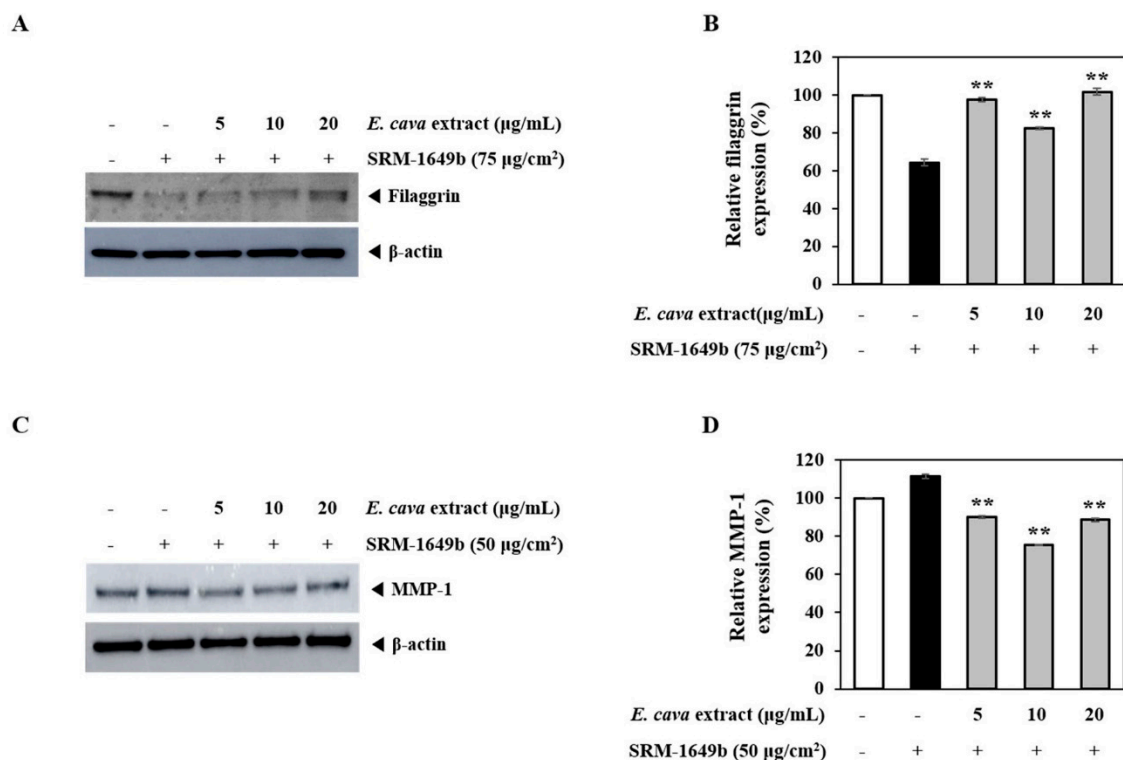 A
- - 5 10 20 E. cava extract (μg/mL)
- + + + + SRM-1649b (75 μg/cm²)
◄ Filaggrin
◄ β-actin
B
Relative filaggrin
expression (%)
120
100
80
60
40
20
0
** ** **
E. cava extract(μg/mL) - - 5 10 20
SRM-1649b (75 μg/cm²) - + + + +
C
- - 5 10 20 E. cava extract (μg/mL)
- + + + + SRM-1649b (50 μg/cm²)
◄ MMP-1
◄ β-actin
D
Relative MMP-1
expression (%)
120
100
80
60
40
20
0
** ** **
E. cava extract (μg/mL) - - 5 10 20
SRM-1649b (50 μg/cm²) - + + + +